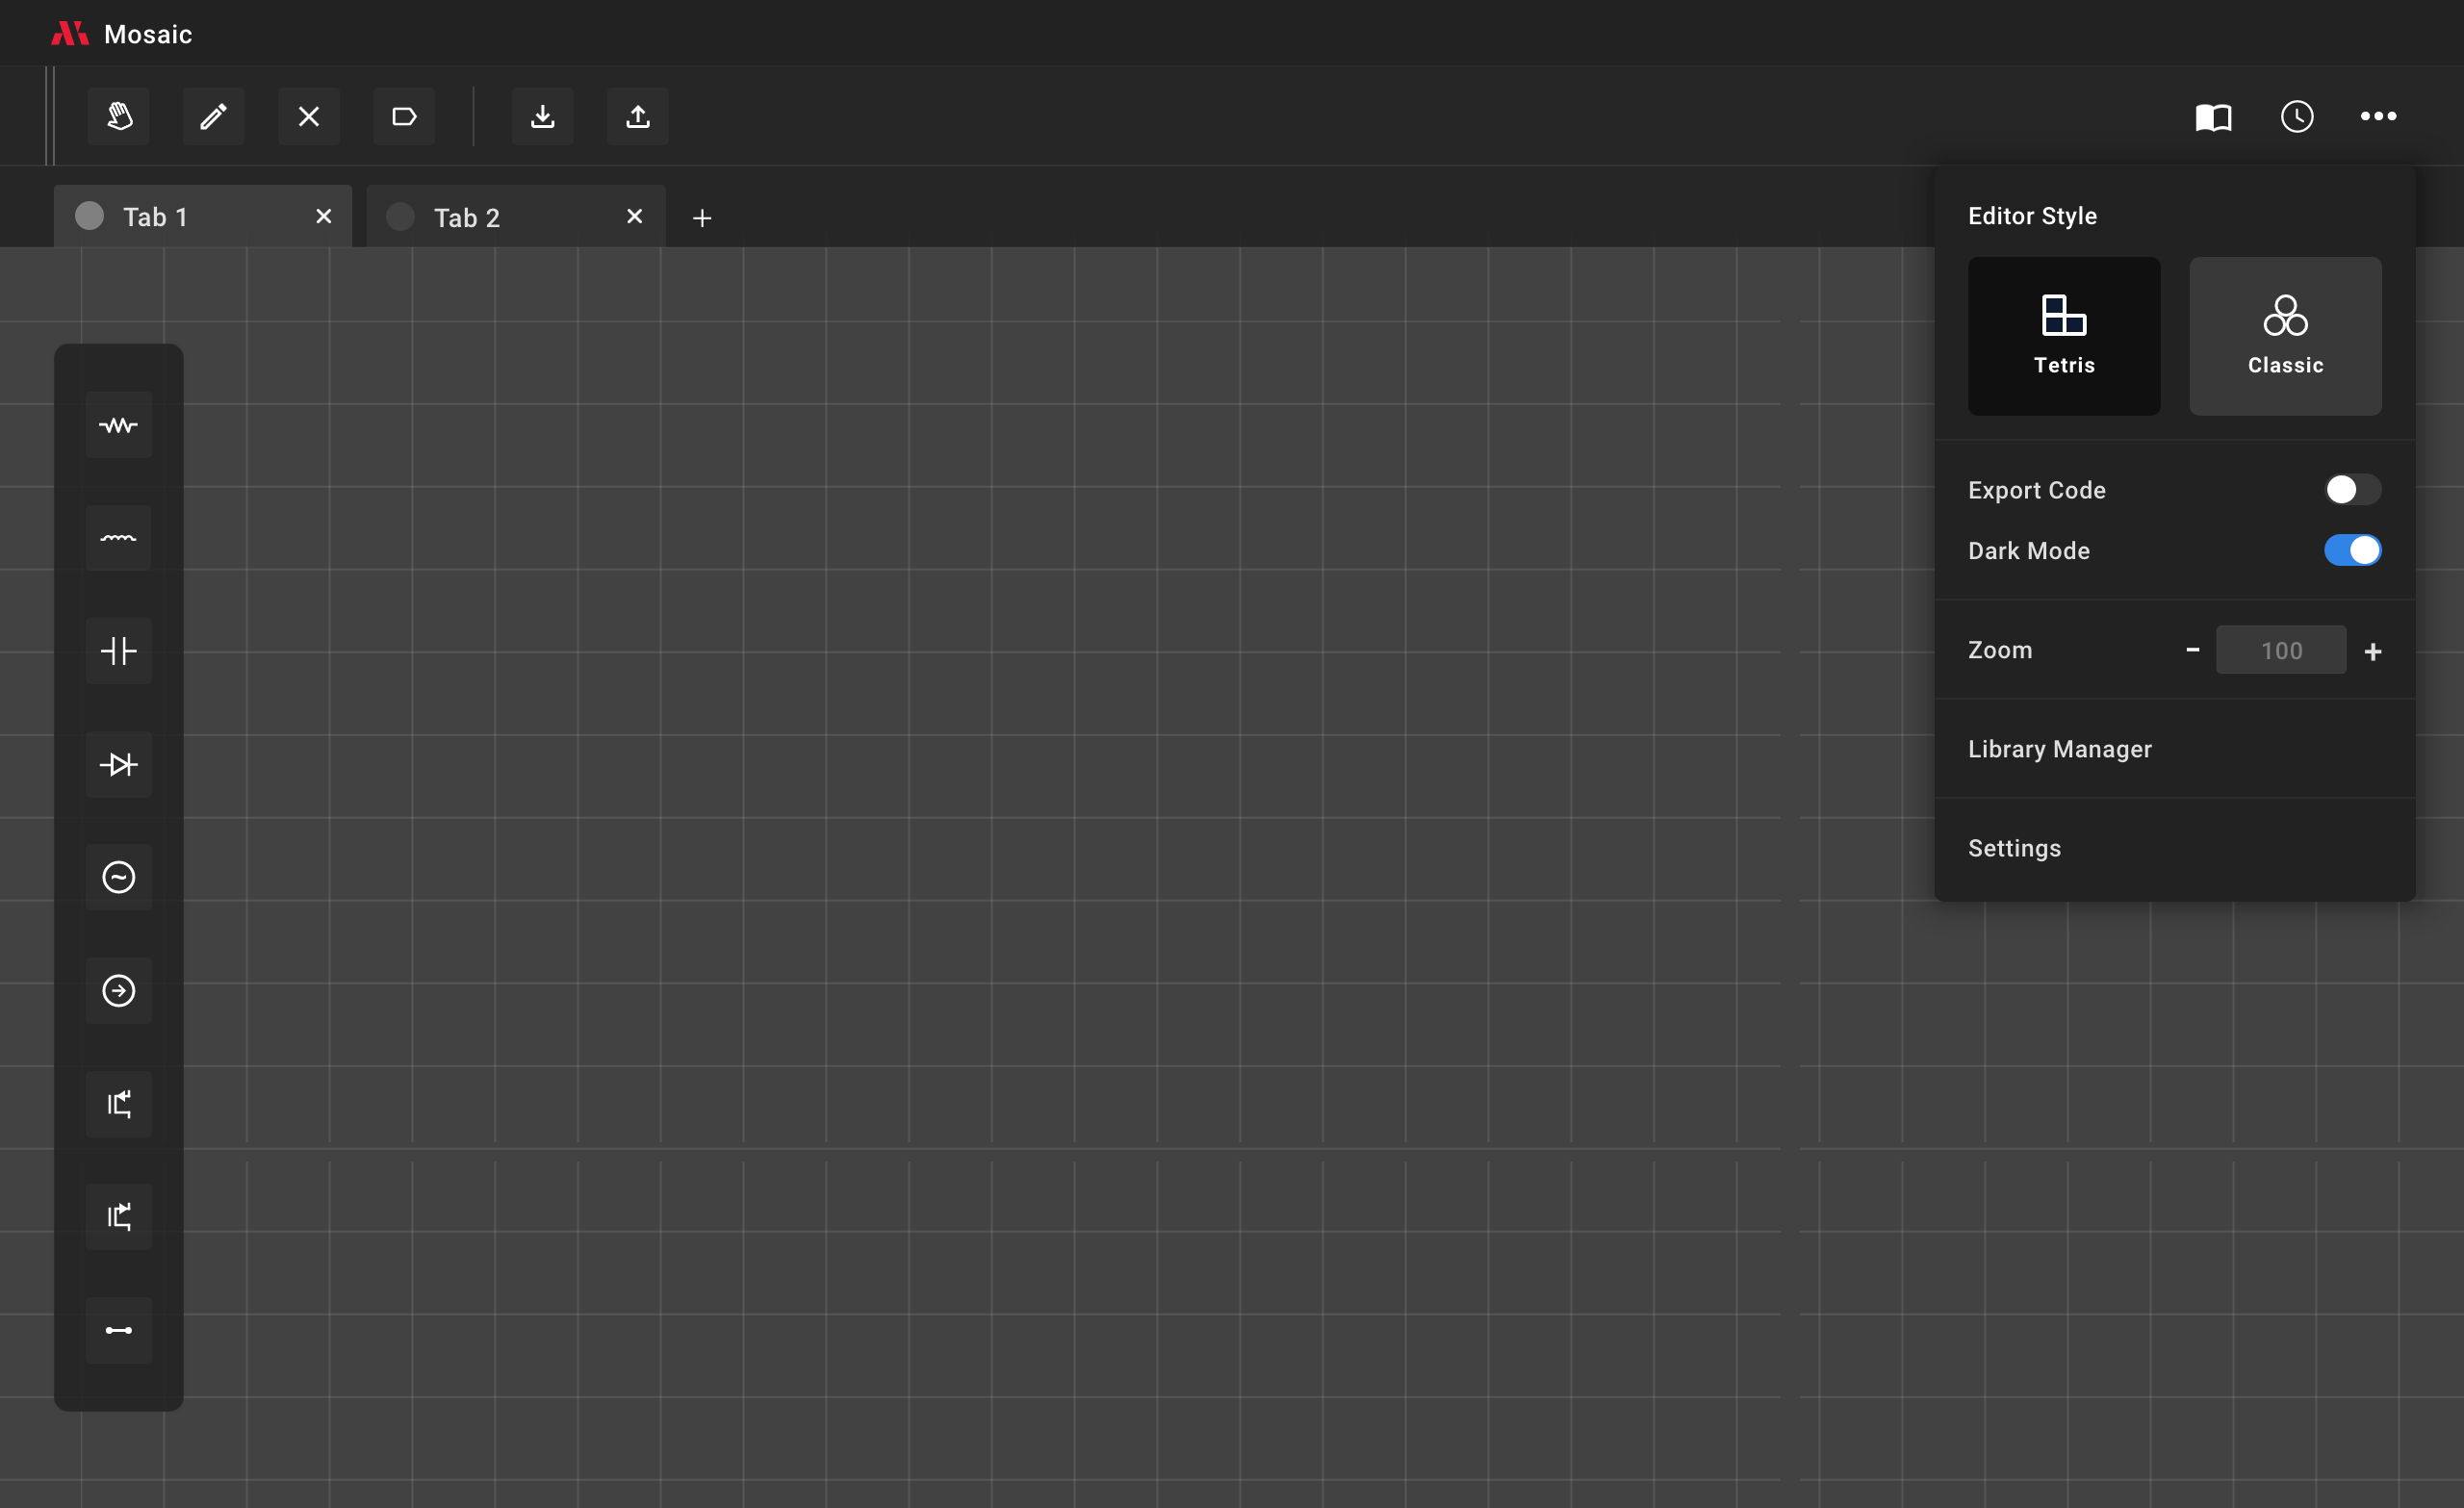 Mosaic
Tab 1
Tab 2
Editor Style
Tetris
Classic
Export Code
Dark Mode
Zoom
100
Library Manager
Settings